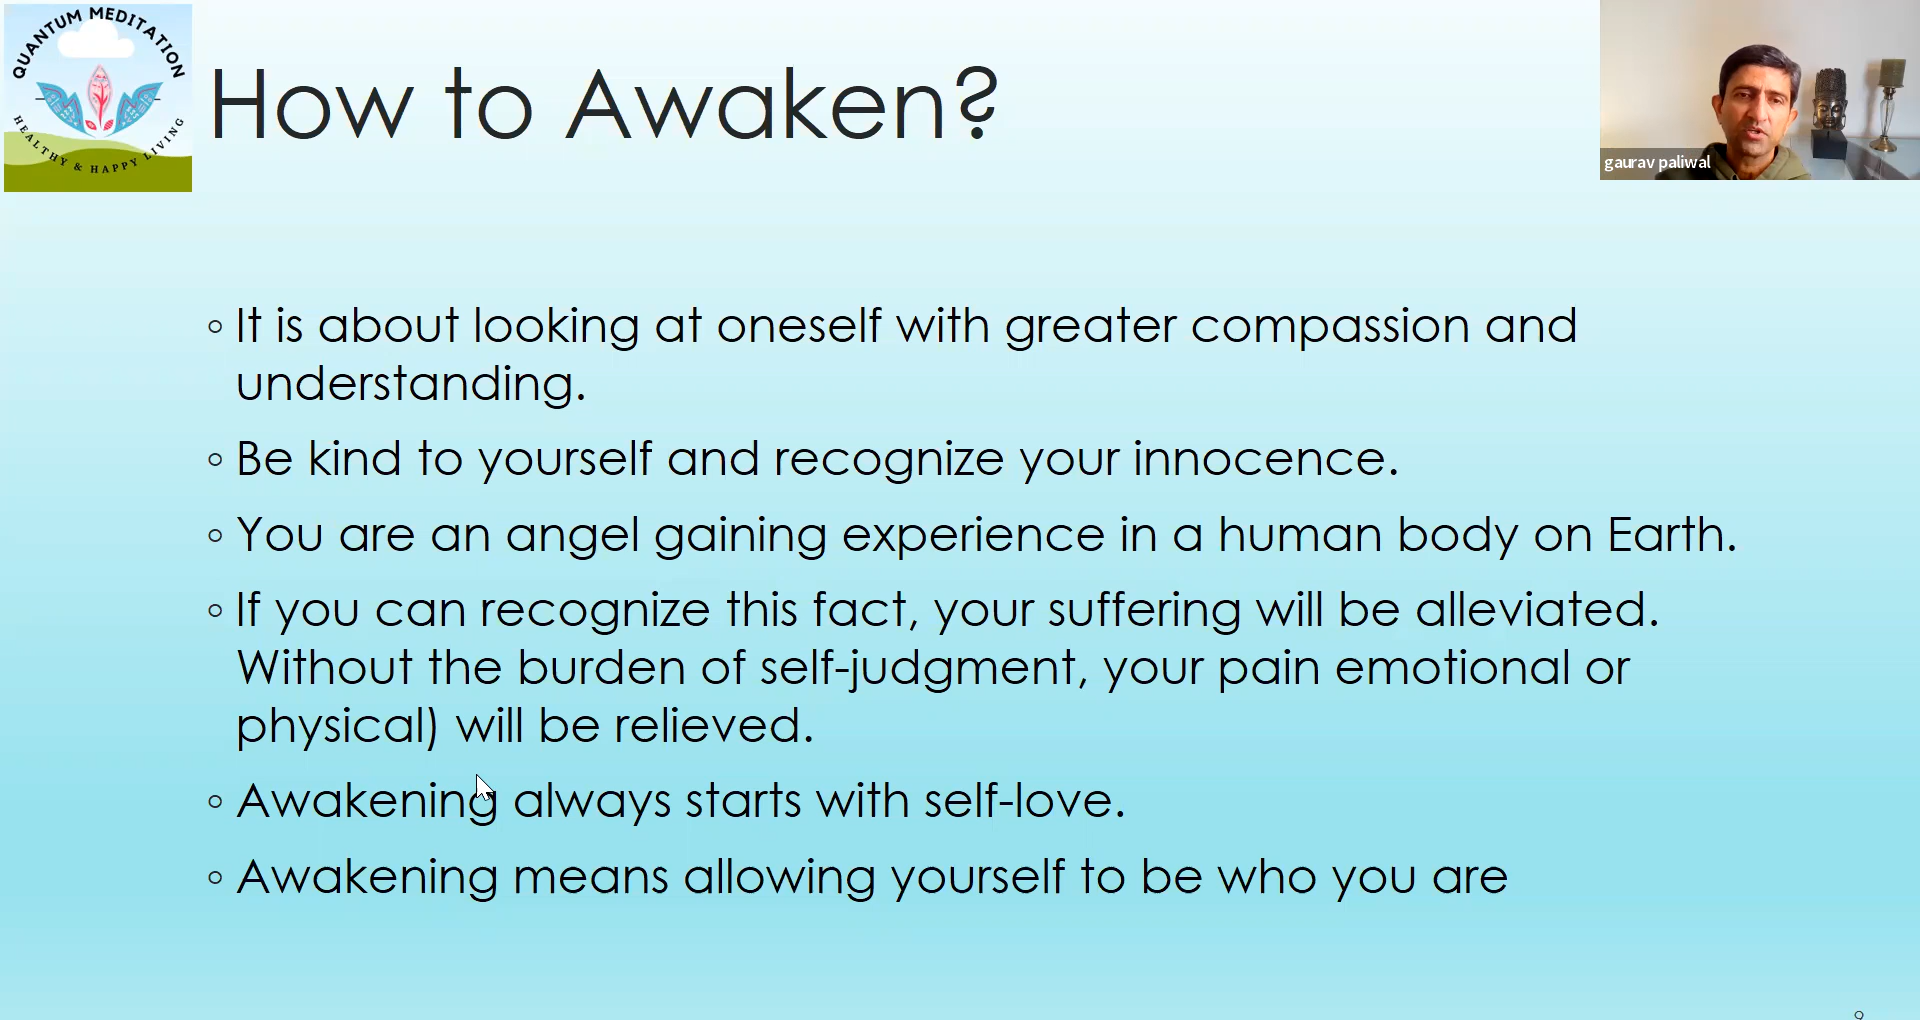 QUANTUM MEDITATION
HEALTHY & HAPPY LIVING
How to Awaken?
gaurav paliwal
◦ It is about looking at oneself with greater compassion and
understanding.
◦ Be kind to yourself and recognize your innocence.
◦ You are an angel gaining experience in a human body on Earth.
◦ If you can recognize this fact, your suffering will be alleviated.
Without the burden of self-judgment, your pain emotional or
physical) will be relieved.
◦ Awakening always starts with self-love.
◦ Awakening means allowing yourself to be who you are